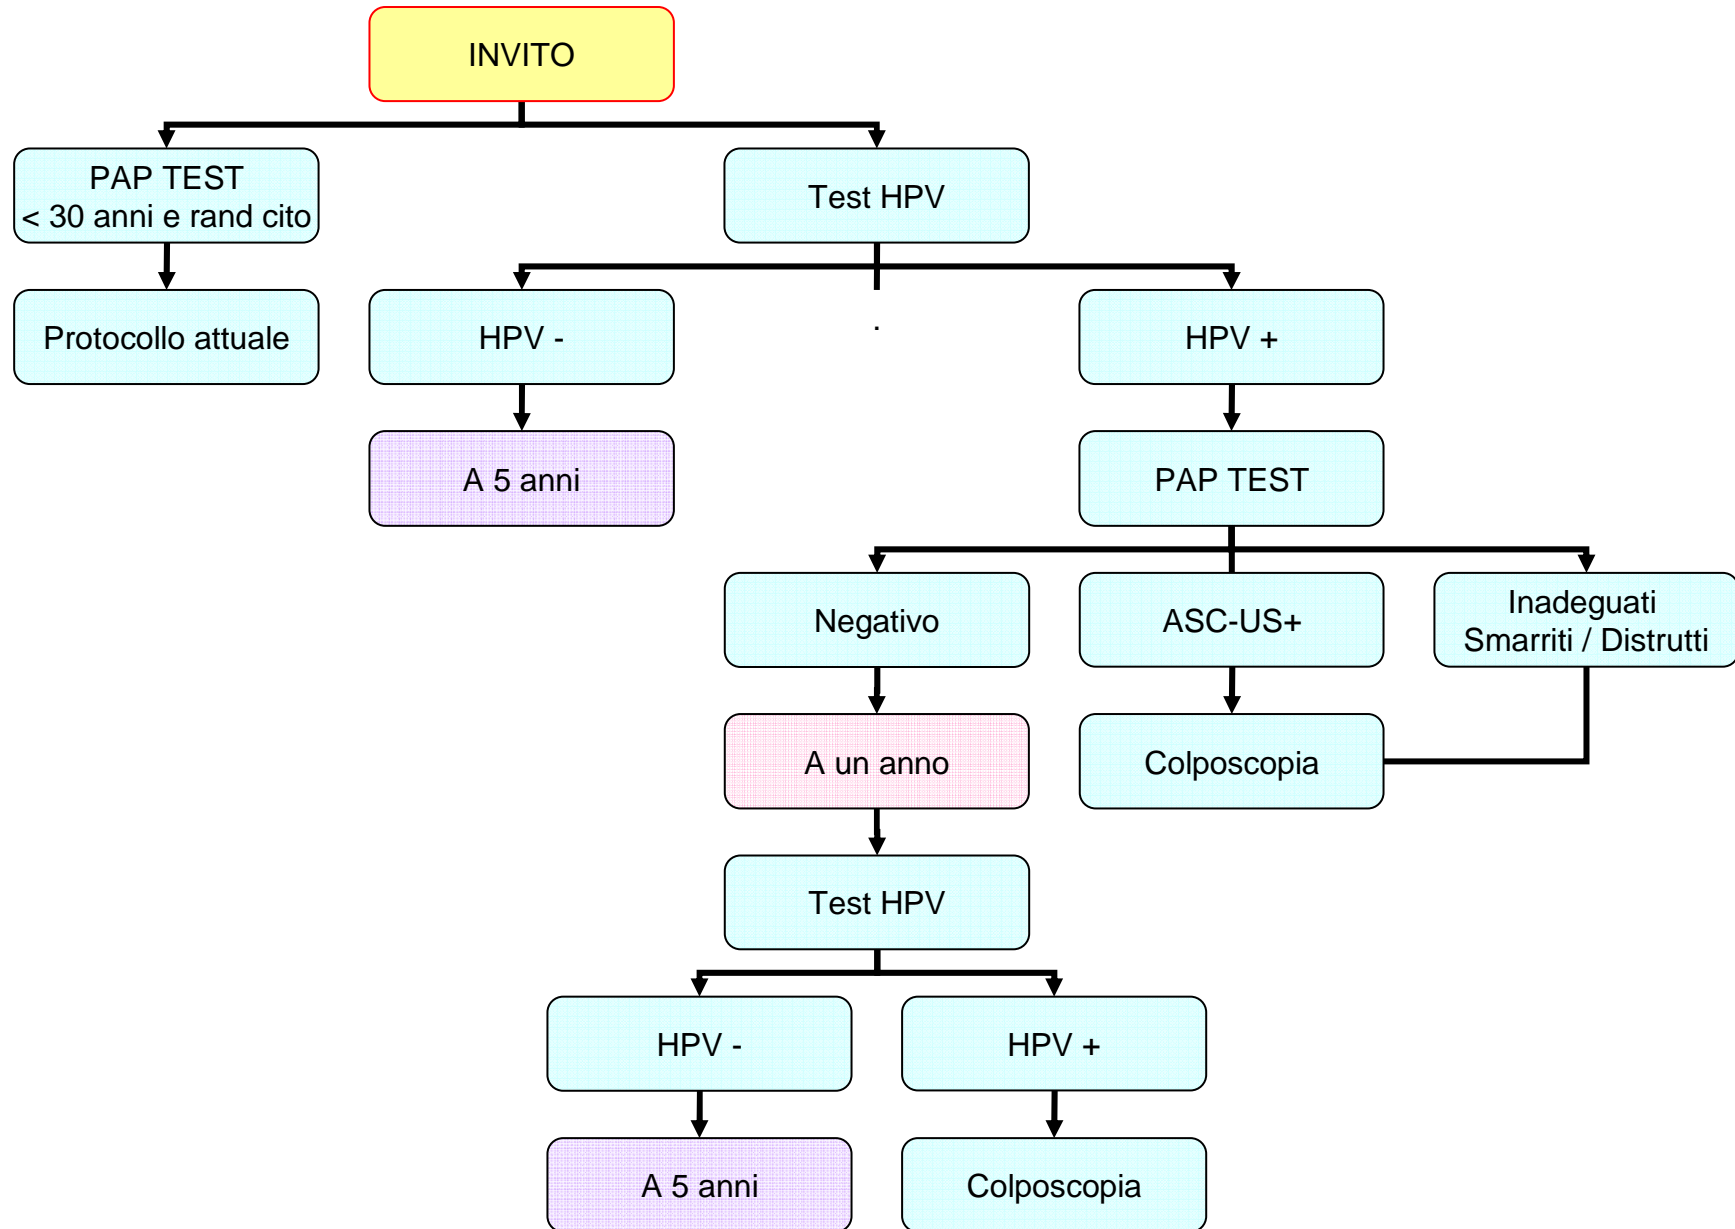 INVITO
PAP TEST
< 30 anni e rand cito
Test HPV
Protocollo attuale
HPV -
.
HPV +
A 5 anni
PAP TEST
Negativo
ASC-US+
Inadeguati
Smarriti / Distrutti
A un anno
Colposcopia
Test HPV
HPV -
HPV +
A 5 anni
Colposcopia